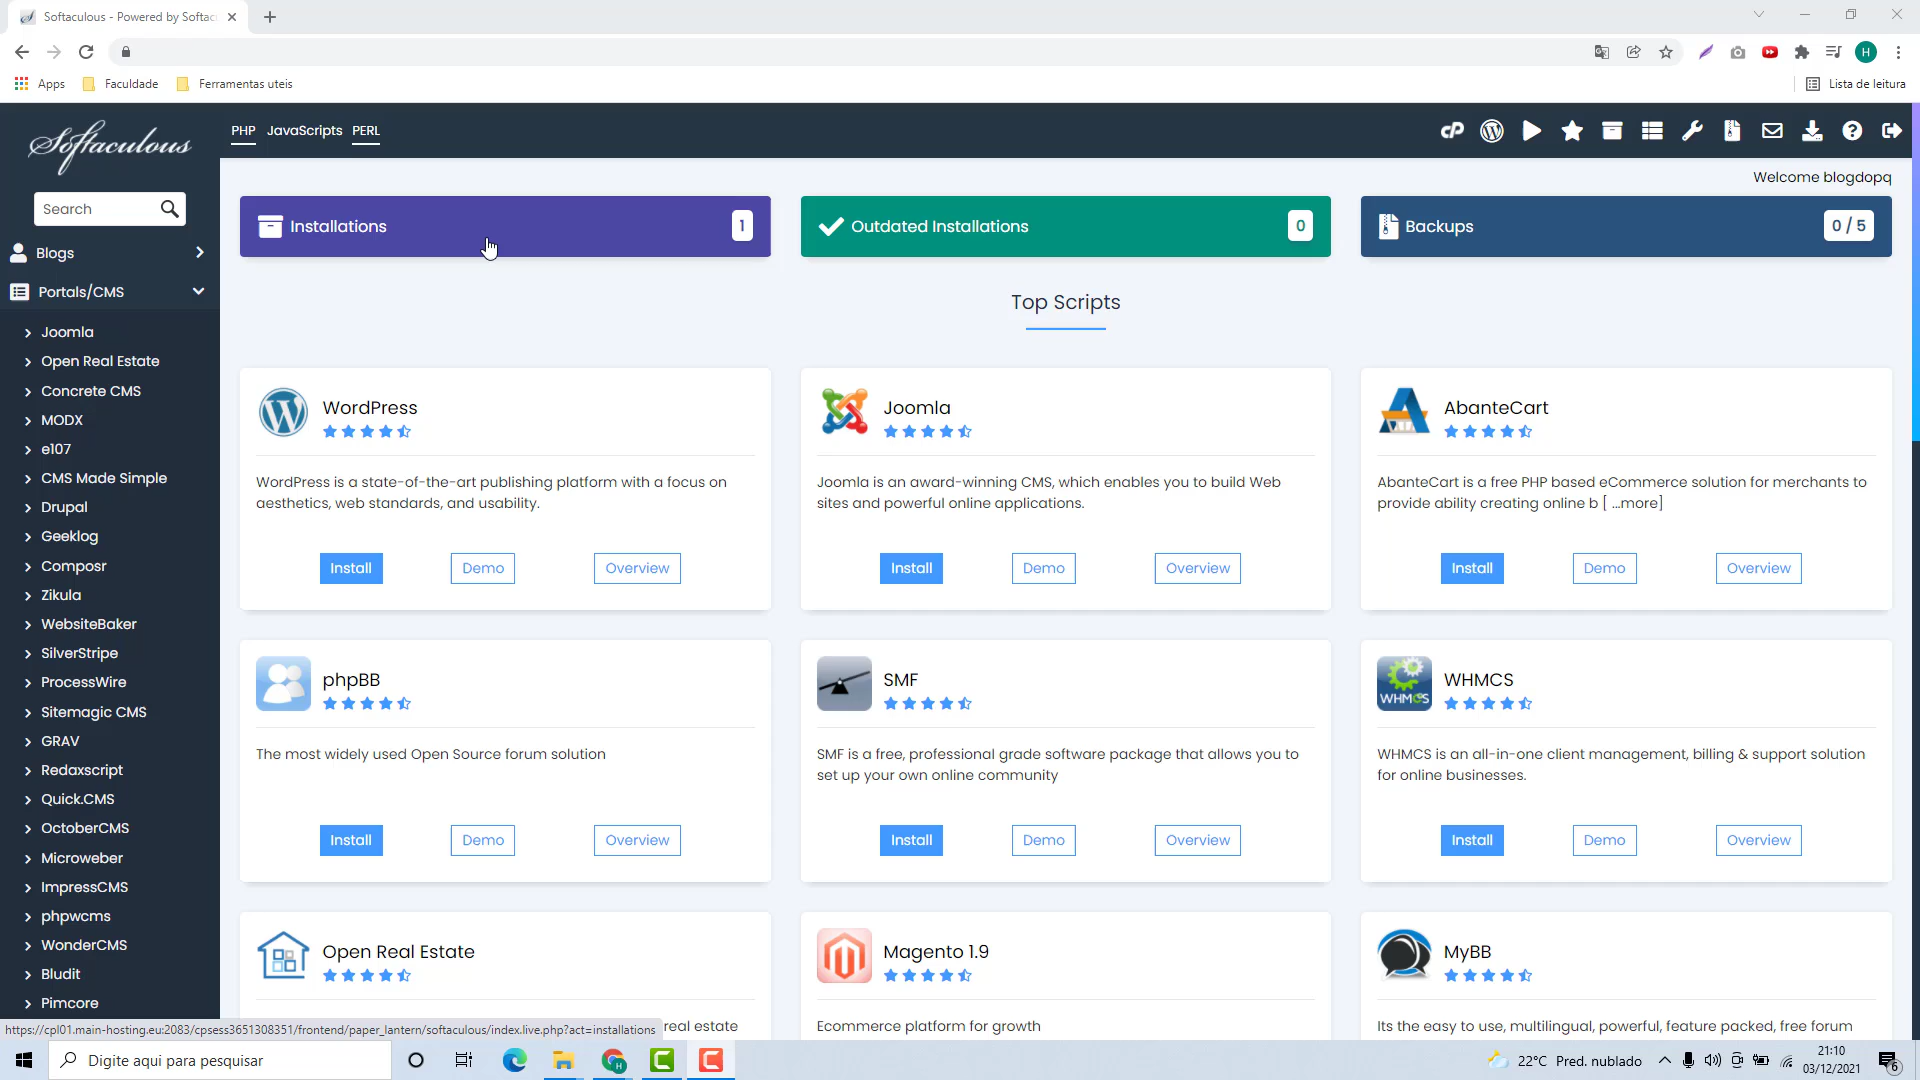 Softaculous - Powered by Softac
Apps
Faculdade
Ferramentas uteis
Lista de leitura
H
Softaculous
PHP JavaScripts PERL
cP
Welcome blogdopq
Search
Installations 1
Outdated Installations 0
Backups 0 / 5
Blogs
Portals/CMS
Joomla
Open Real Estate
Concrete CMS
MODX
e107
CMS Made Simple
Drupal
Geeklog
Composr
Zikula
WebsiteBaker
SilverStripe
ProcessWire
Sitemagic CMS
GRAV
Redaxscript
Quick.CMS
OctoberCMS
Microweber
ImpressCMS
phpwcms
WonderCMS
Bludit
Pimcore
Top Scripts
WordPress
WordPress is a state-of-the-art publishing platform with a focus on
aesthetics, web standards, and usability.
Install Demo Overview
Joomla
Joomla is an award-winning CMS, which enables you to build Web
sites and powerful online applications.
Install Demo Overview
AbanteCart
AbanteCart is a free PHP based eCommerce solution for merchants to
provide ability creating online b [ ...more]
Install Demo Overview
phpBB
The most widely used Open Source forum solution
Install Demo Overview
SMF
SMF is a free, professional grade software package that allows you to
set up your own online community
Install Demo Overview
WHMCS
WHMCS
WHMCS is an all-in-one client management, billing & support solution
for online businesses.
Install Demo Overview
Open Real Estate
real estate
Magento 1.9
Ecommerce platform for growth
MyBB
Its the easy to use, multilingual, powerful, feature packed, free forum
https://cpl01.main-hosting.eu:2083/cpsess3651308351/frontend/paper_lantern/softaculous/index.live.php?act=installations
Digite aqui para pesquisar
22°C Pred. nublado
21:10
03/12/2021
6